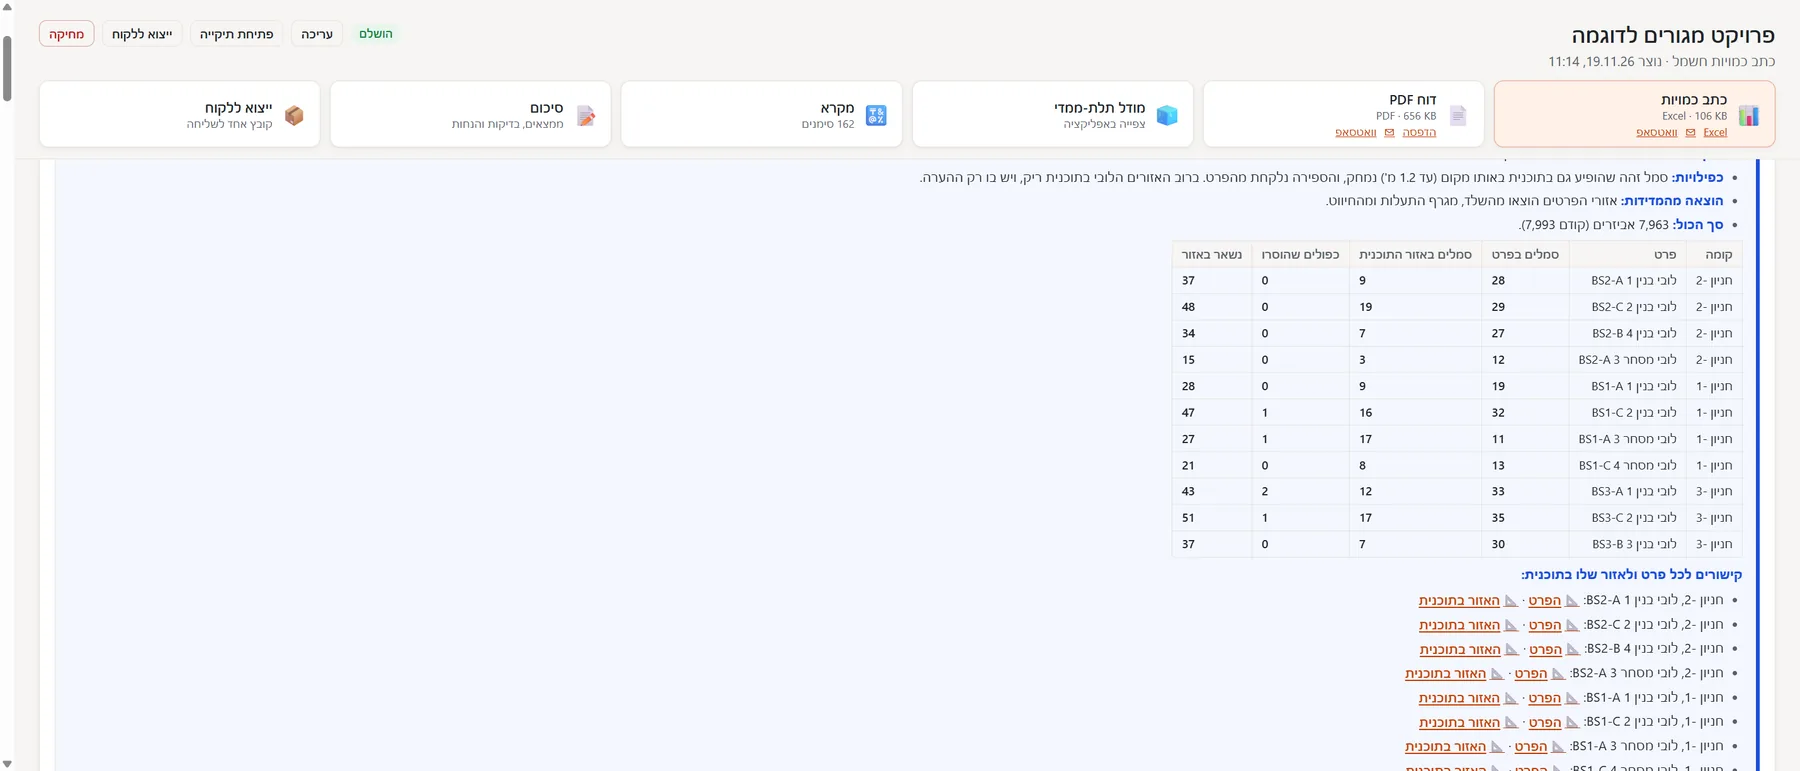 פרויקט מגורים לדוגמה
כתב כמויות חשמל · נוצר 19.11.26, 11:14
הושלם
עריכה
פתיחת תיקייה
ייצוא ללקוח
מחיקה
כתב כמויות
Excel · 106 KB
Excel וואטסאפ
דוח PDF
PDF · 656 KB
הדפסה וואטסאפ
מודל תלת-ממדי
צפייה באפליקציה
מקרא
162 סימנים
סיכום
ממצאים, בדיקות והנחות
ייצוא ללקוח
קובץ אחד לשליחה
• כפילויות: סמל זהה שהופיע גם בתוכנית באותו מקום (עד 1.2 מ') נמחק, והספירה נלקחת מהפרט. ברוב האזורים הלובי בתוכנית ריק, ויש בו רק ההערה.
• הוצאה מהמדידות: אזורי הפרטים הוצאו מהשלד, מגרף התעלות ומהחיווט.
• סך הכול: 7,963 אביזרים (קודם 7,993).
קומה פרט סמלים בפרט סמלים באזור התוכנית כפולים שהוסרו נשאר באזור
חניון -2 לובי בנין 1 BS2-A 28 9 0 37
חניון -2 לובי בנין 2 BS2-C 29 19 0 48
חניון -2 לובי בנין 4 BS2-B 27 7 0 34
חניון -2 לובי מסחר 3 BS2-A 12 3 0 15
חניון -1 לובי בנין 1 BS1-A 19 9 0 28
חניון -1 לובי בנין 2 BS1-C 32 16 1 47
חניון -1 לובי מסחר 3 BS1-A 11 17 1 27
חניון -1 לובי מסחר 4 BS1-C 13 8 0 21
חניון -3 לובי בנין 1 BS3-A 33 12 2 43
חניון -3 לובי בנין 2 BS3-C 35 17 1 51
חניון -3 לובי בנין 3 BS3-B 30 7 0 37
קישורים לכל פרט ולאזור שלו בתוכנית:
• חניון -2, לובי בנין 1 BS2-A: הפרט · האזור בתוכנית
• חניון -2, לובי בנין 2 BS2-C: הפרט · האזור בתוכנית
• חניון -2, לובי בנין 4 BS2-B: הפרט · האזור בתוכנית
• חניון -2, לובי מסחר 3 BS2-A: הפרט · האזור בתוכנית
• חניון -1, לובי בנין 1 BS1-A: הפרט · האזור בתוכנית
• חניון -1, לובי בנין 2 BS1-C: הפרט · האזור בתוכנית
• חניון -1, לובי מסחר 3 BS1-A: הפרט · האזור בתוכנית